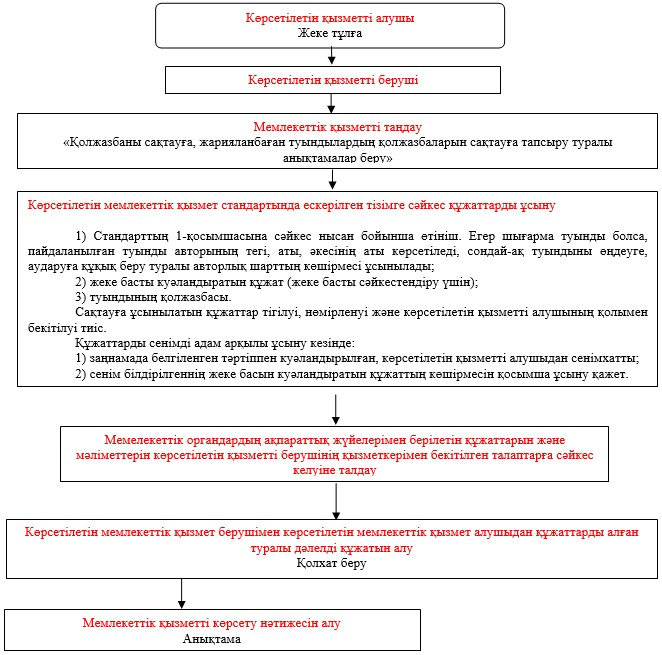 Көрсетілетін қызметті алушы
Жеке тұлға
Көрсетілетін қызметті беруші
Мемлекеттік қызметті таңдау
«Қолжазбаны сақтауға, жарияланбаған туындылардың қолжазбаларын сақтауға тапсыру туралы
анықтамалар беру»
Көрсетілетін мемлекеттік қызмет стандартында ескерілген тізімге сәйкес құжаттарды ұсыну
1) Стандарттың 1-қосымшасына сәйкес нысан бойынша өтініш. Егер шығарма туынды болса,
пайдаланылған туынды авторының тегі, аты, әкесінің аты көрсетіледі, сондай-ақ туындыны өңдеуге,
аударуға құқық беру туралы авторлық шарттың көшірмесі ұсынылады;
2) жеке басты куәландыратын құжат (жеке басты сәйкестендіру үшін);
3) туындының қолжазбасы.
Сақтауға ұсынылатын құжаттар тігілуі, нөмірленуі және көрсетілетін қызметті алушының қолымен
бекітілуі тиіс.
Құжаттарды сенімді адам арқылы ұсыну кезінде:
1) заңнамада белгіленген тәртіппен куәландырылған, көрсетілетін қызметті алушыдан сенімхатты;
2) сенім білдірілгеннің жеке басын куәландыратын құжаттың көшірмесін қосымша ұсыну қажет.
Мемелекеттік органдардың ақпараттық жүйелерімен берілетін құжаттарын және
мәліметтерін көрсетілетін қызметті берушінің қызметкерімен бекітілген талаптарға сәйкес
келуіне талдау
Көрсетілетін мемлекеттік қызмет берушімен көрсетілетін мемлекеттік қызмет алушыдан құжаттарды алған
туралы дәлелді құжатын алу
Қолхат беру
Мемлекеттік қызметті көрсету нәтижесін алу
Анықтама